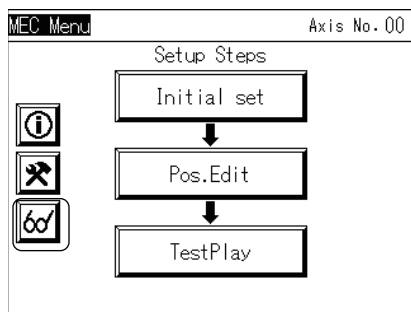 MEC Menu Axis No.00
Setup Steps
Initial set
Pos.Edit
TestPlay